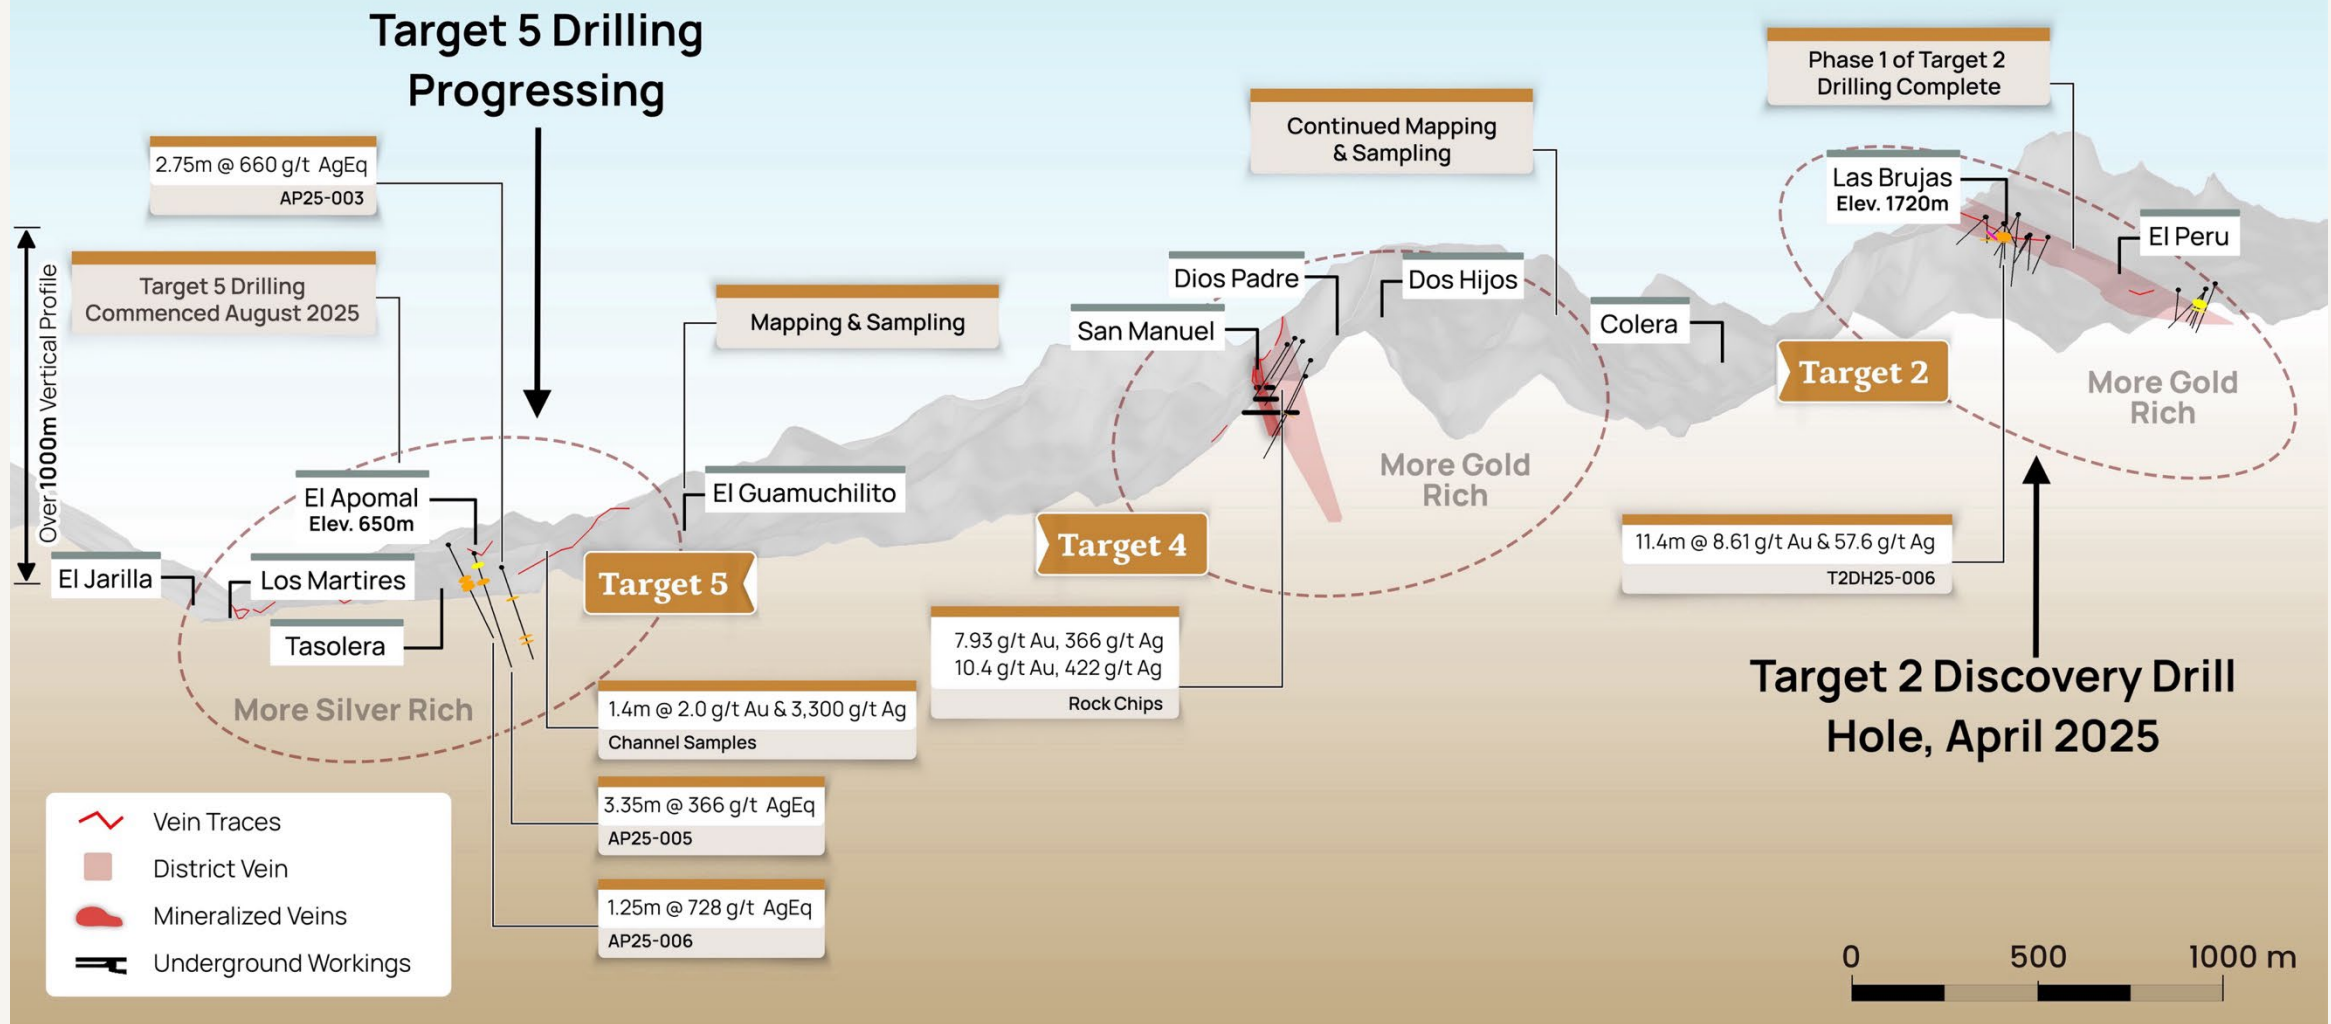 Target 5 Drilling
Progressing
2.75m @ 660 g/t AgEq
AP25-003
Target 5 Drilling
Commenced August 2025
Over 1000m Vertical Profile
Mapping & Sampling
El Apomal
Elev. 650m
El Guamuchilito
El Jarilla
Los Martires
Tasolera
Target 5
More Silver Rich
1.4m @ 2.0 g/t Au & 3,300 g/t Ag
Channel Samples
3.35m @ 366 g/t AgEq
AP25-005
1.25m @ 728 g/t AgEq
AP25-006
Continued Mapping
& Sampling
Dios Padre
Dos Hijos
San Manuel
Colera
Target 4
More Gold
Rich
7.93 g/t Au, 366 g/t Ag
10.4 g/t Au, 422 g/t Ag
Rock Chips
Phase 1 of Target 2
Drilling Complete
Las Brujas
Elev. 1720m
El Peru
Target 2
More Gold
Rich
11.4m @ 8.61 g/t Au & 57.6 g/t Ag
T2DH25-006
Target 2 Discovery Drill
Hole, April 2025
Vein Traces
District Vein
Mineralized Veins
Underground Workings
0 500 1000 m